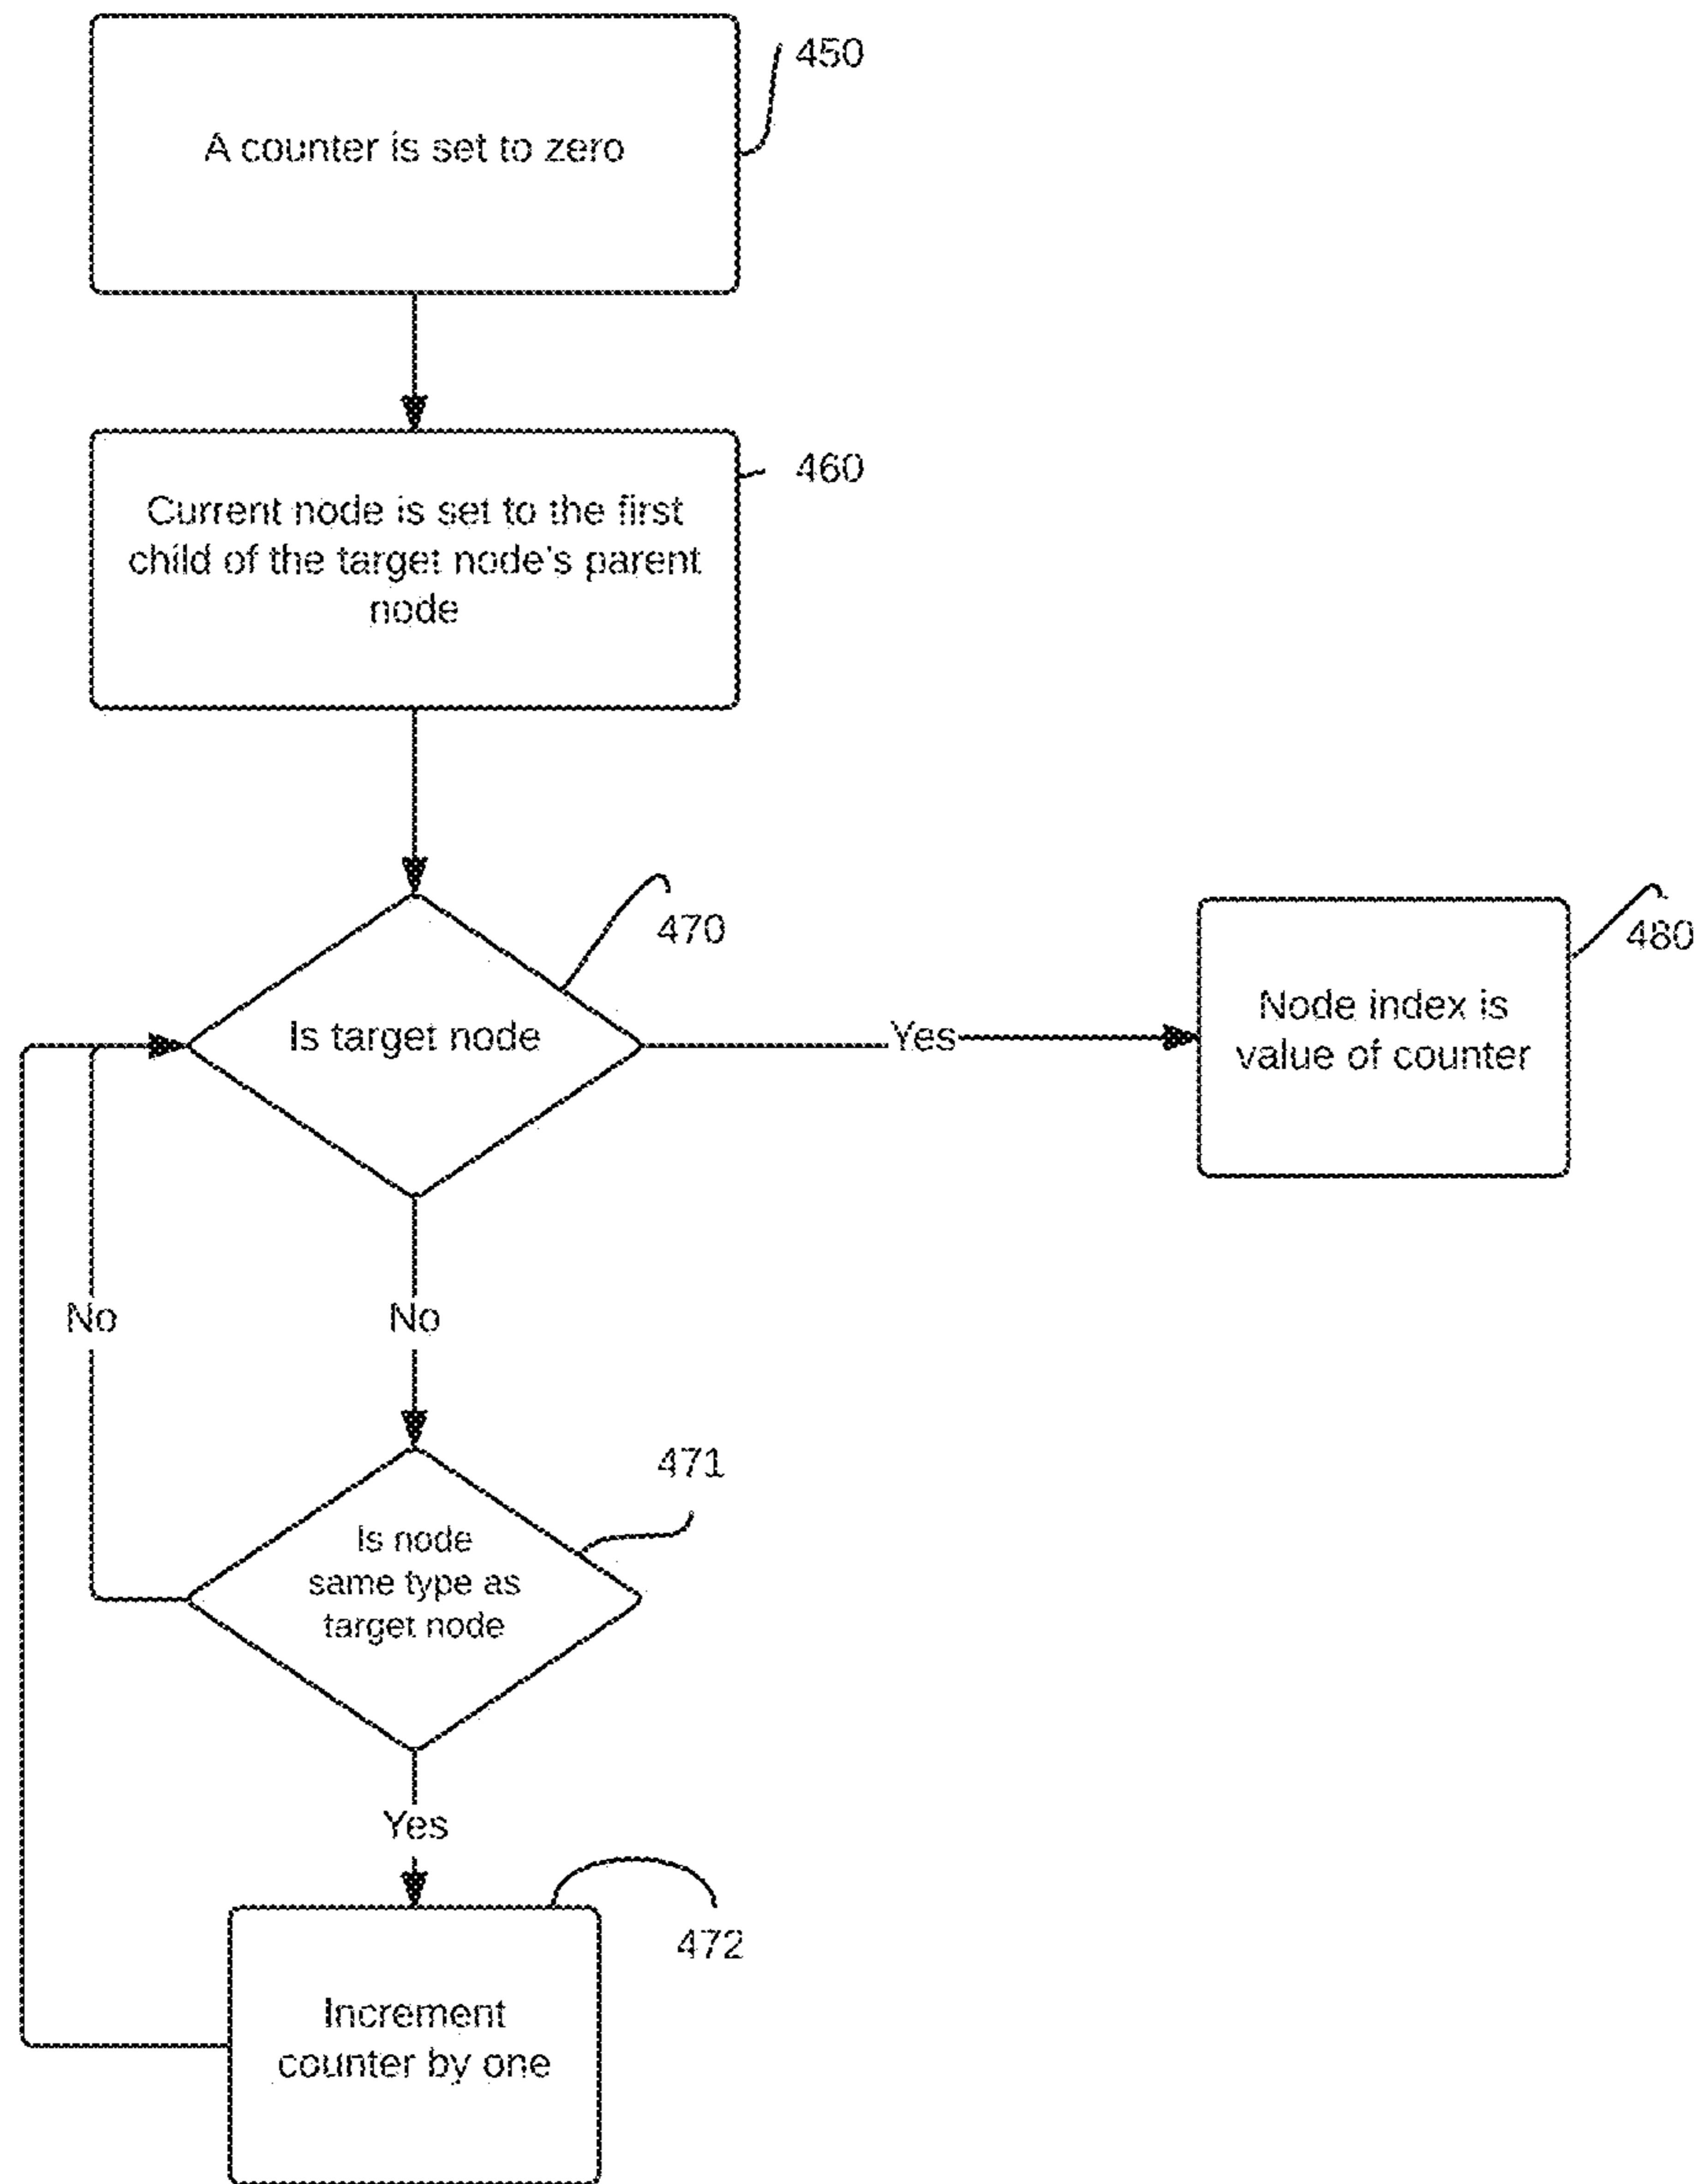 450
A counter is set to zero
460
Current node is set to the first
child of the target node's parent
node
470
Is target node
Yes
480
Node index is
value of counter
No
No
471
Is node
same type as
target node
Yes
472
Increment
counter by one